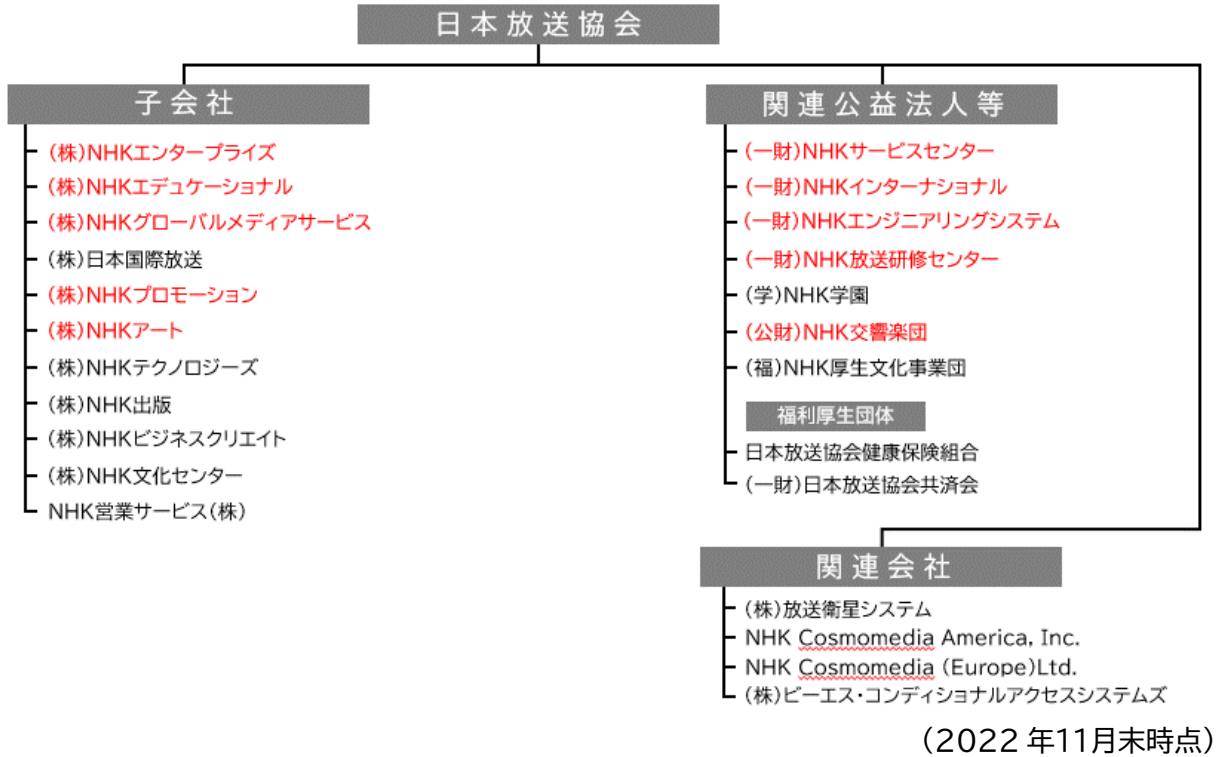 日本放送協会
子会社
(株)NHKエンタープライズ
(株)NHKエデュケーショナル
(株)NHKグローバルメディアサービス
(株)日本国際放送
(株)NHKプロモーション
(株)NHKアート
(株)NHKテクノロジーズ
(株)NHK出版
(株)NHKビジネスクリエイト
(株)NHK文化センター
NHK営業サービス(株)
関連公益法人等
(一財)NHKサービスセンター
(一財)NHKインターナショナル
(一財)NHKエンジニアリングシステム
(一財)NHK放送研修センター
(学)NHK学園
(公財)NHK交響楽団
(福)NHK厚生文化事業団
福利厚生団体
日本放送協会健康保険組合
(一財)日本放送協会共済会
関連会社
(株)放送衛星システム
NHK Cosmomedia America, Inc.
NHK Cosmomedia (Europe)Ltd.
(株)ビーエス・コンディショナルアクセスシステムズ
(2022年11月末時点)